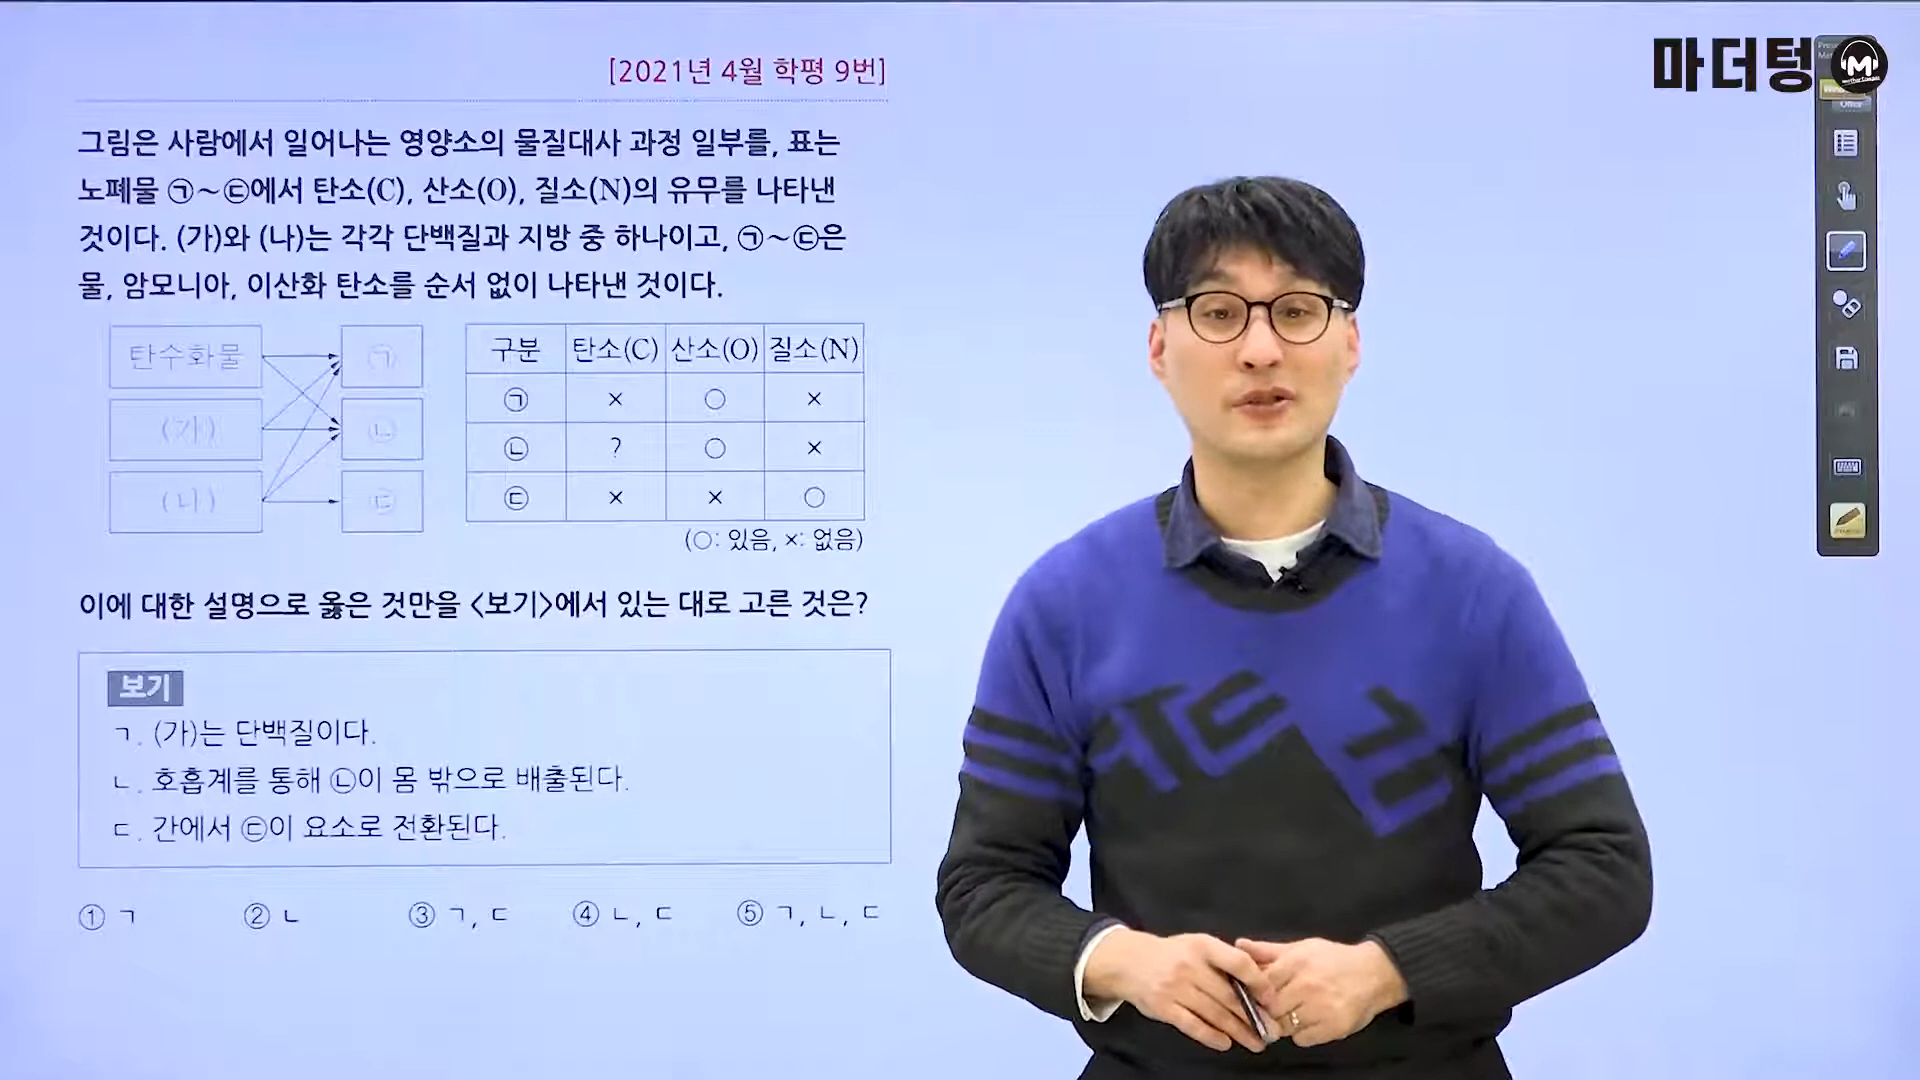 마더텅
[2021년 4월 학평 9번]
그림은 사람에서 일어나는 영양소의 물질대사 과정 일부를, 표는
노폐물 ㉠~㉢에서 탄소(C), 산소(O), 질소(N)의 유무를 나타낸
것이다. (가)와 (나)는 각각 단백질과 지방 중 하나이고, ㉠~㉢은
물, 암모니아, 이산화 탄소를 순서 없이 나타낸 것이다.
탄수화물 ㉠
(가) ㉡
(나) ㉢
구분 탄소(C) 산소(O) 질소(N)
㉠ × ○ ×
㉡ ? ○ ×
㉢ × × ○
(○: 있음, ×: 없음)
이에 대한 설명으로 옳은 것만을 <보기>에서 있는 대로 고른 것은?
보기
ㄱ. (가)는 단백질이다.
ㄴ. 호흡계를 통해 ㉡이 몸 밖으로 배출된다.
ㄷ. 간에서 ㉢이 요소로 전환된다.
① ㄱ ② ㄴ ③ ㄱ, ㄷ ④ ㄴ, ㄷ ⑤ ㄱ, ㄴ, ㄷ